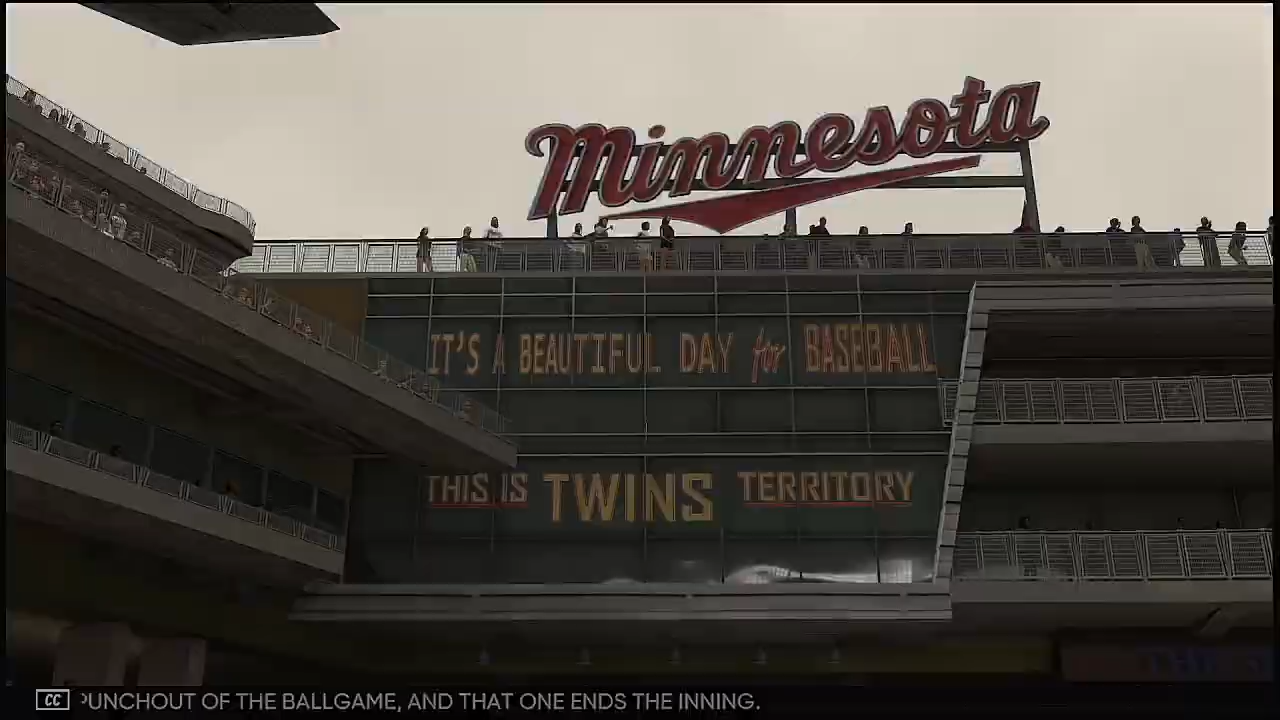 Minnesota
IT'S A BEAUTIFUL DAY for BASEBALL
THIS IS TWINS TERRITORY
CC PUNCHOUT OF THE BALLGAME, AND THAT ONE ENDS THE INNING.